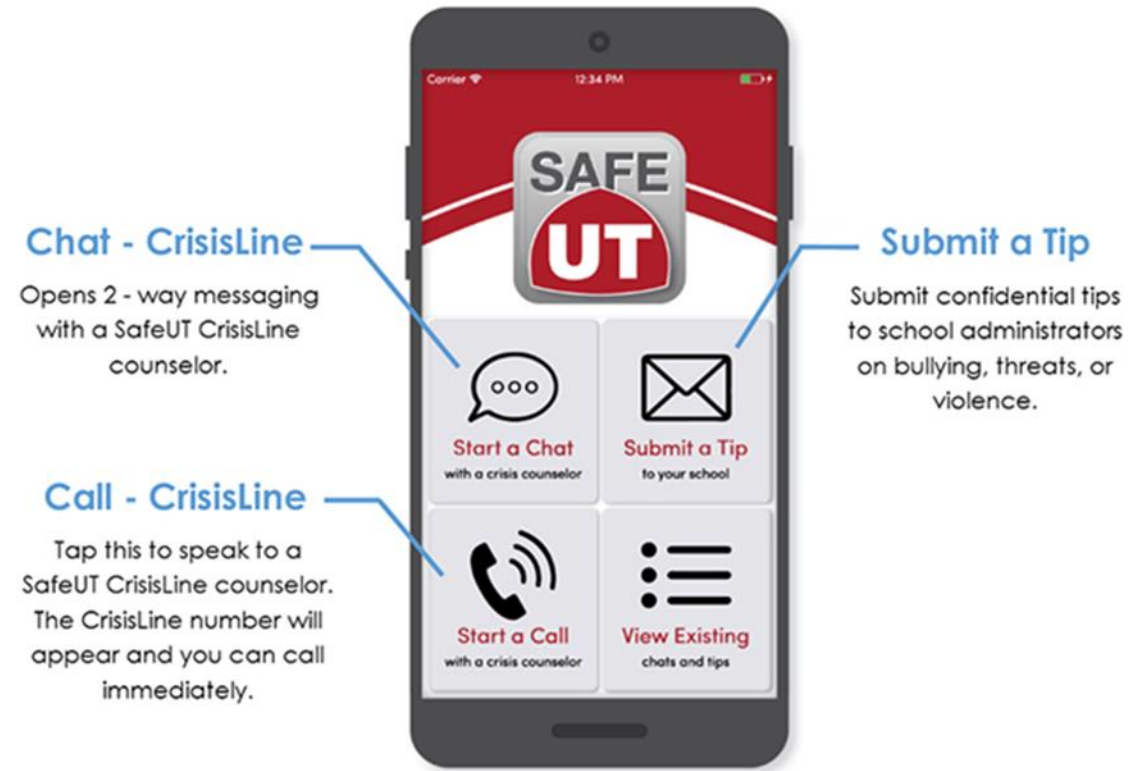 Carrier
12:34 PM
SAFE
UT
Chat - CrisisLine
Opens 2 - way messaging
with a SafeUT CrisisLine
counselor.
Submit a Tip
Submit confidential tips
to school administrators
on bullying, threats, or
violence.
Start a Chat
with a crisis counselor
Submit a Tip
to your school
Call - CrisisLine
Tap this to speak to a
SafeUT CrisisLine counselor.
The CrisisLine number will
appear and you can call
immediately.
Start a Call
with a crisis counselor
View Existing
chats and tips